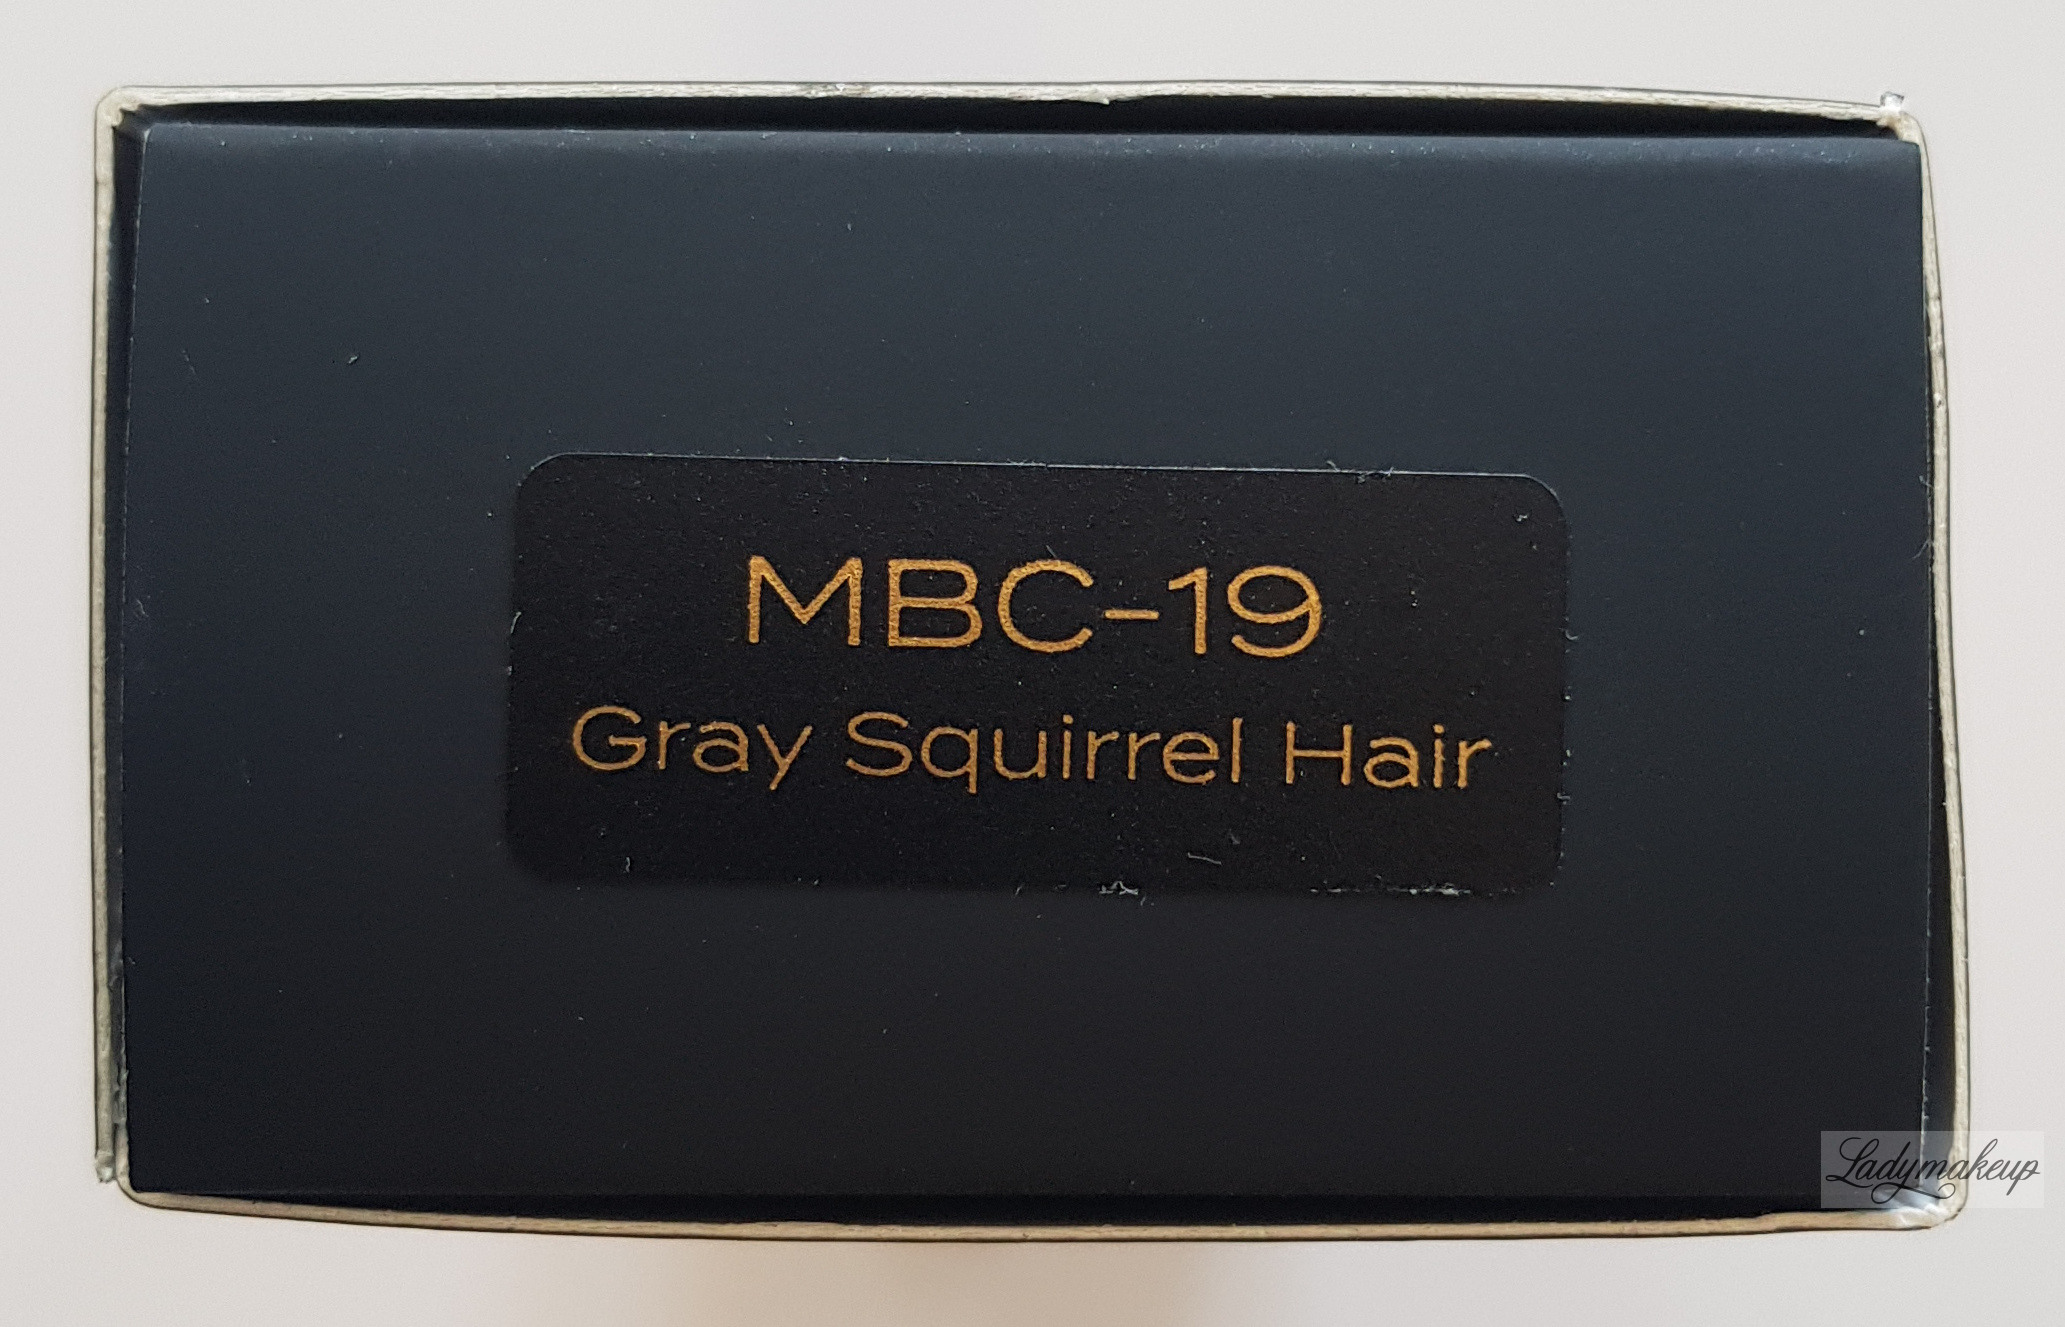 MBC-19
Gray Squirrel Hair
Ladymakeup